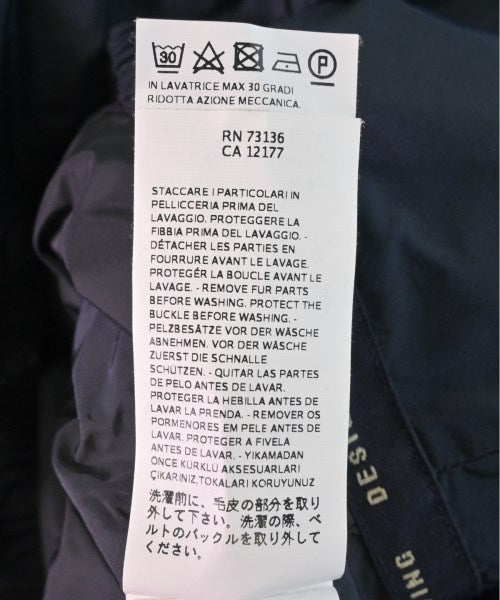 30
P
IN LAVATRICE MAX 30 GRADI
RIDOTTA AZIONE MECCANICA.
RN 73136
CA 12177
STACCARE I PARTICOLARI IN
PELLICCERIA PRIMA DEL
LAVAGGIO. PROTEGGERE LA
FIBBIA PRIMA DEL LAVAGGIO. -
DÉTACHER LES PARTIES EN
FOURRURE AVANT LE LAVAGE.
PROTEGÉR LA BOUCLE AVANT LE
LAVAGE. - REMOVE FUR PARTS
BEFORE WASHING. PROTECT THE
BUCKLE BEFORE WASHING. -
PELZBESÄTZE VOR DER WÄSCHE
ABNEHMEN. VOR DER WÄSCHE
ZUERST DIE SCHNALLE
SCHÜTZEN. - QUITAR LAS PARTES
DE PELO ANTES DE LAVAR.
PROTEGER LA HEBILLA ANTES DE
LAVAR LA PRENDA. - REMOVER OS
PORMENORES EM PELE ANTES DE
LAVAR. PROTEGER A FIVELA
ANTES DE LAVAR. - YIKAMADAN
ÖNCE KÜRKLÜ AKSESUARLARI
ÇIKARINIZ,TOKALARI KORUYUNUZ
洗濯前に、毛皮の部分を取り
外して下さい。洗濯の際、ベ
ルトのバックルを取り外して
ください。
DESI
ING